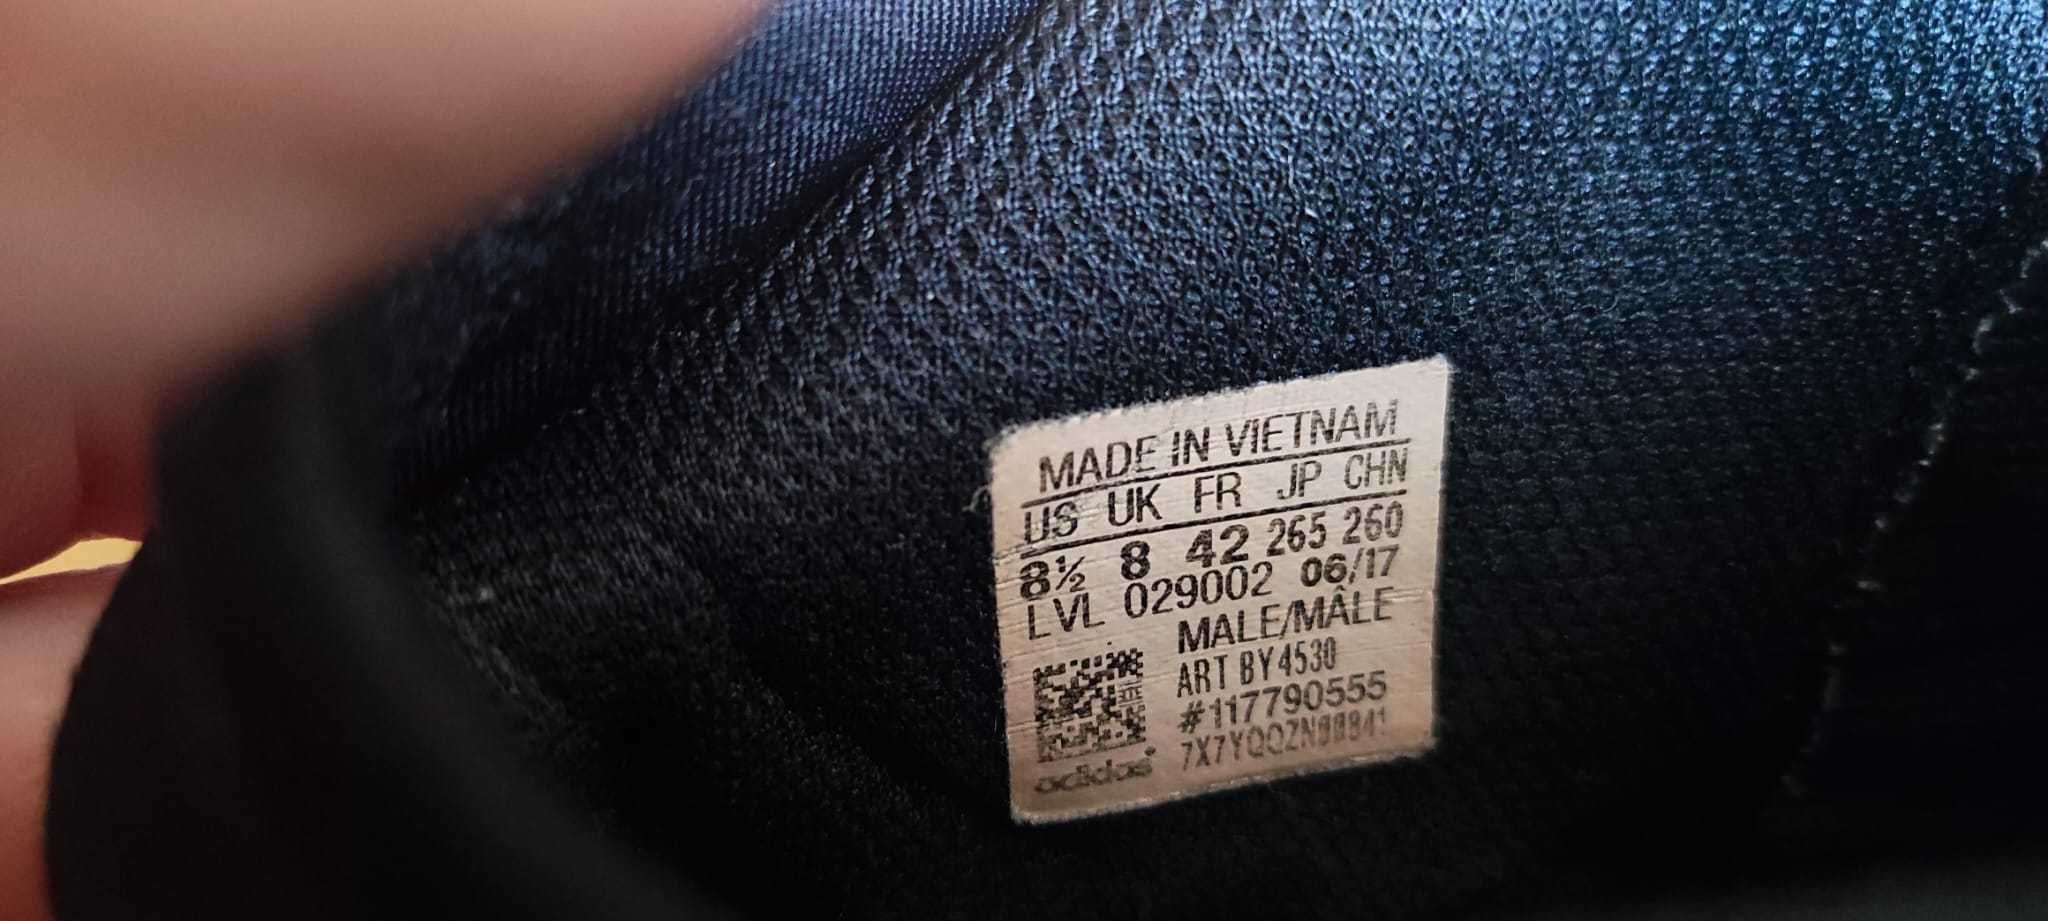 MADE IN VIETNAM
US UK FR JP CHN
8½ 8 42 265 260
LVL 029002 06/17
MALE/MÂLE
ART BY4530
#117790555
adidas